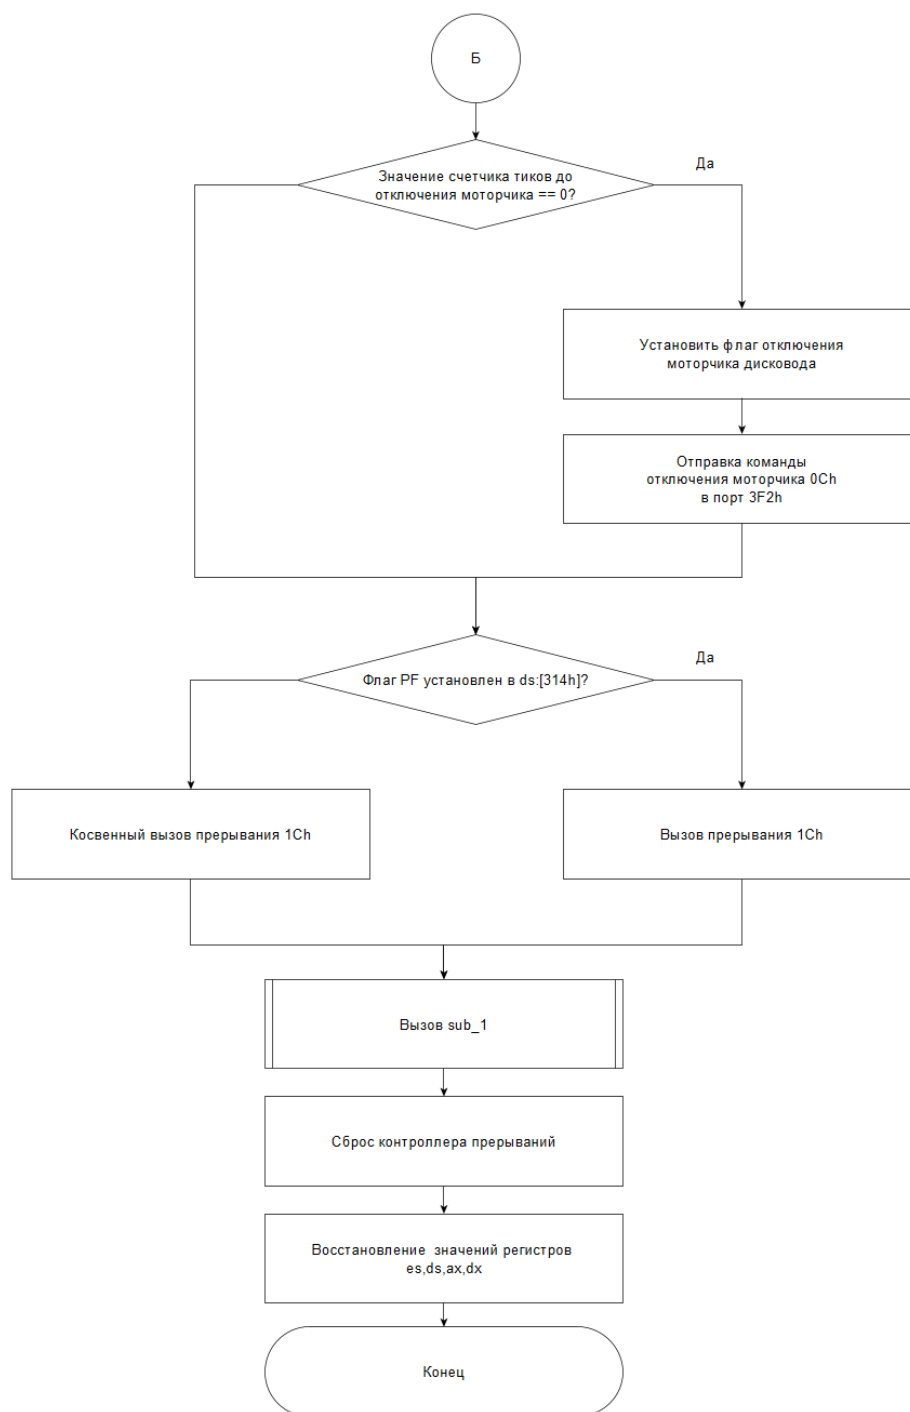 Б
Значение счетчика тиков до
отключения моторчика == 0?
Да
Установить флаг отключения
моторчика дисковода
Отправка команды
отключения моторчика 0Ch
в порт 3F2h
Флаг PF установлен в ds:[314h]?
Да
Косвенный вызов прерывания 1Ch
Вызов прерывания 1Ch
Вызов sub_1
Сброс контроллера прерываний
Восстановление  значений регистров
es,ds,ax,dx
Конец